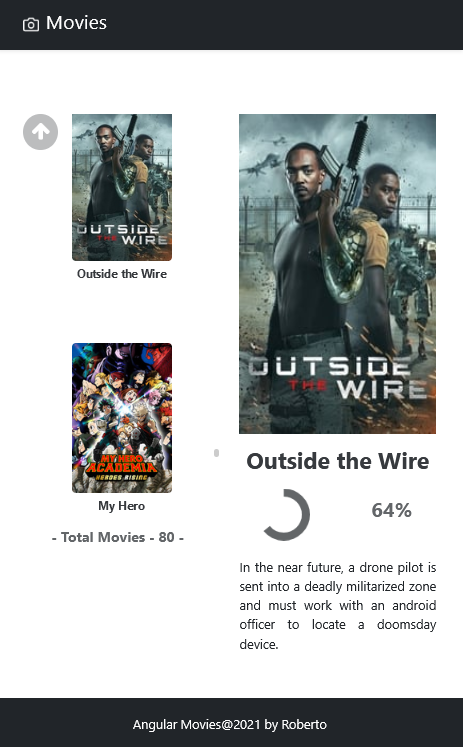 Movies
OUTSIDE
THE WIRE
Outside the Wire
MY HERO
ACADEMIA
HEROES RISING
My Hero
- Total Movies - 80 -
OUTSIDE
THE WIRE
Outside the Wire
64%
In the near future, a drone pilot is
sent into a deadly militarized zone
and must work with an android
officer to locate a doomsday
device.
Angular Movies@2021 by Roberto